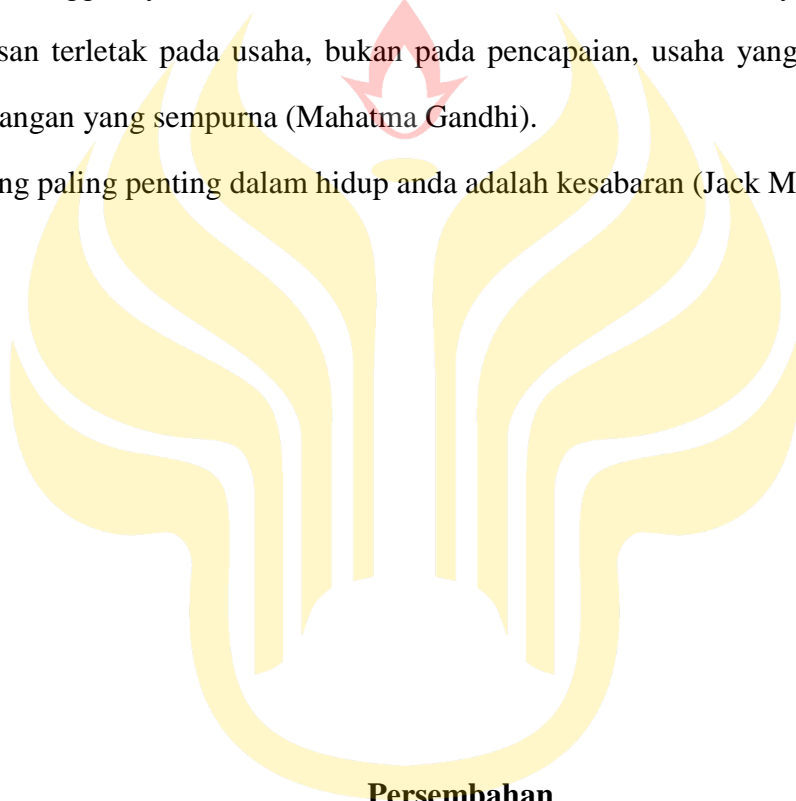 san terletak pada usaha, bukan pada pencapaian, usaha yang
angan yang sempurna (Mahatma Gandhi).
ng paling penting dalam hidup anda adalah kesabaran (Jack M
Persembahan